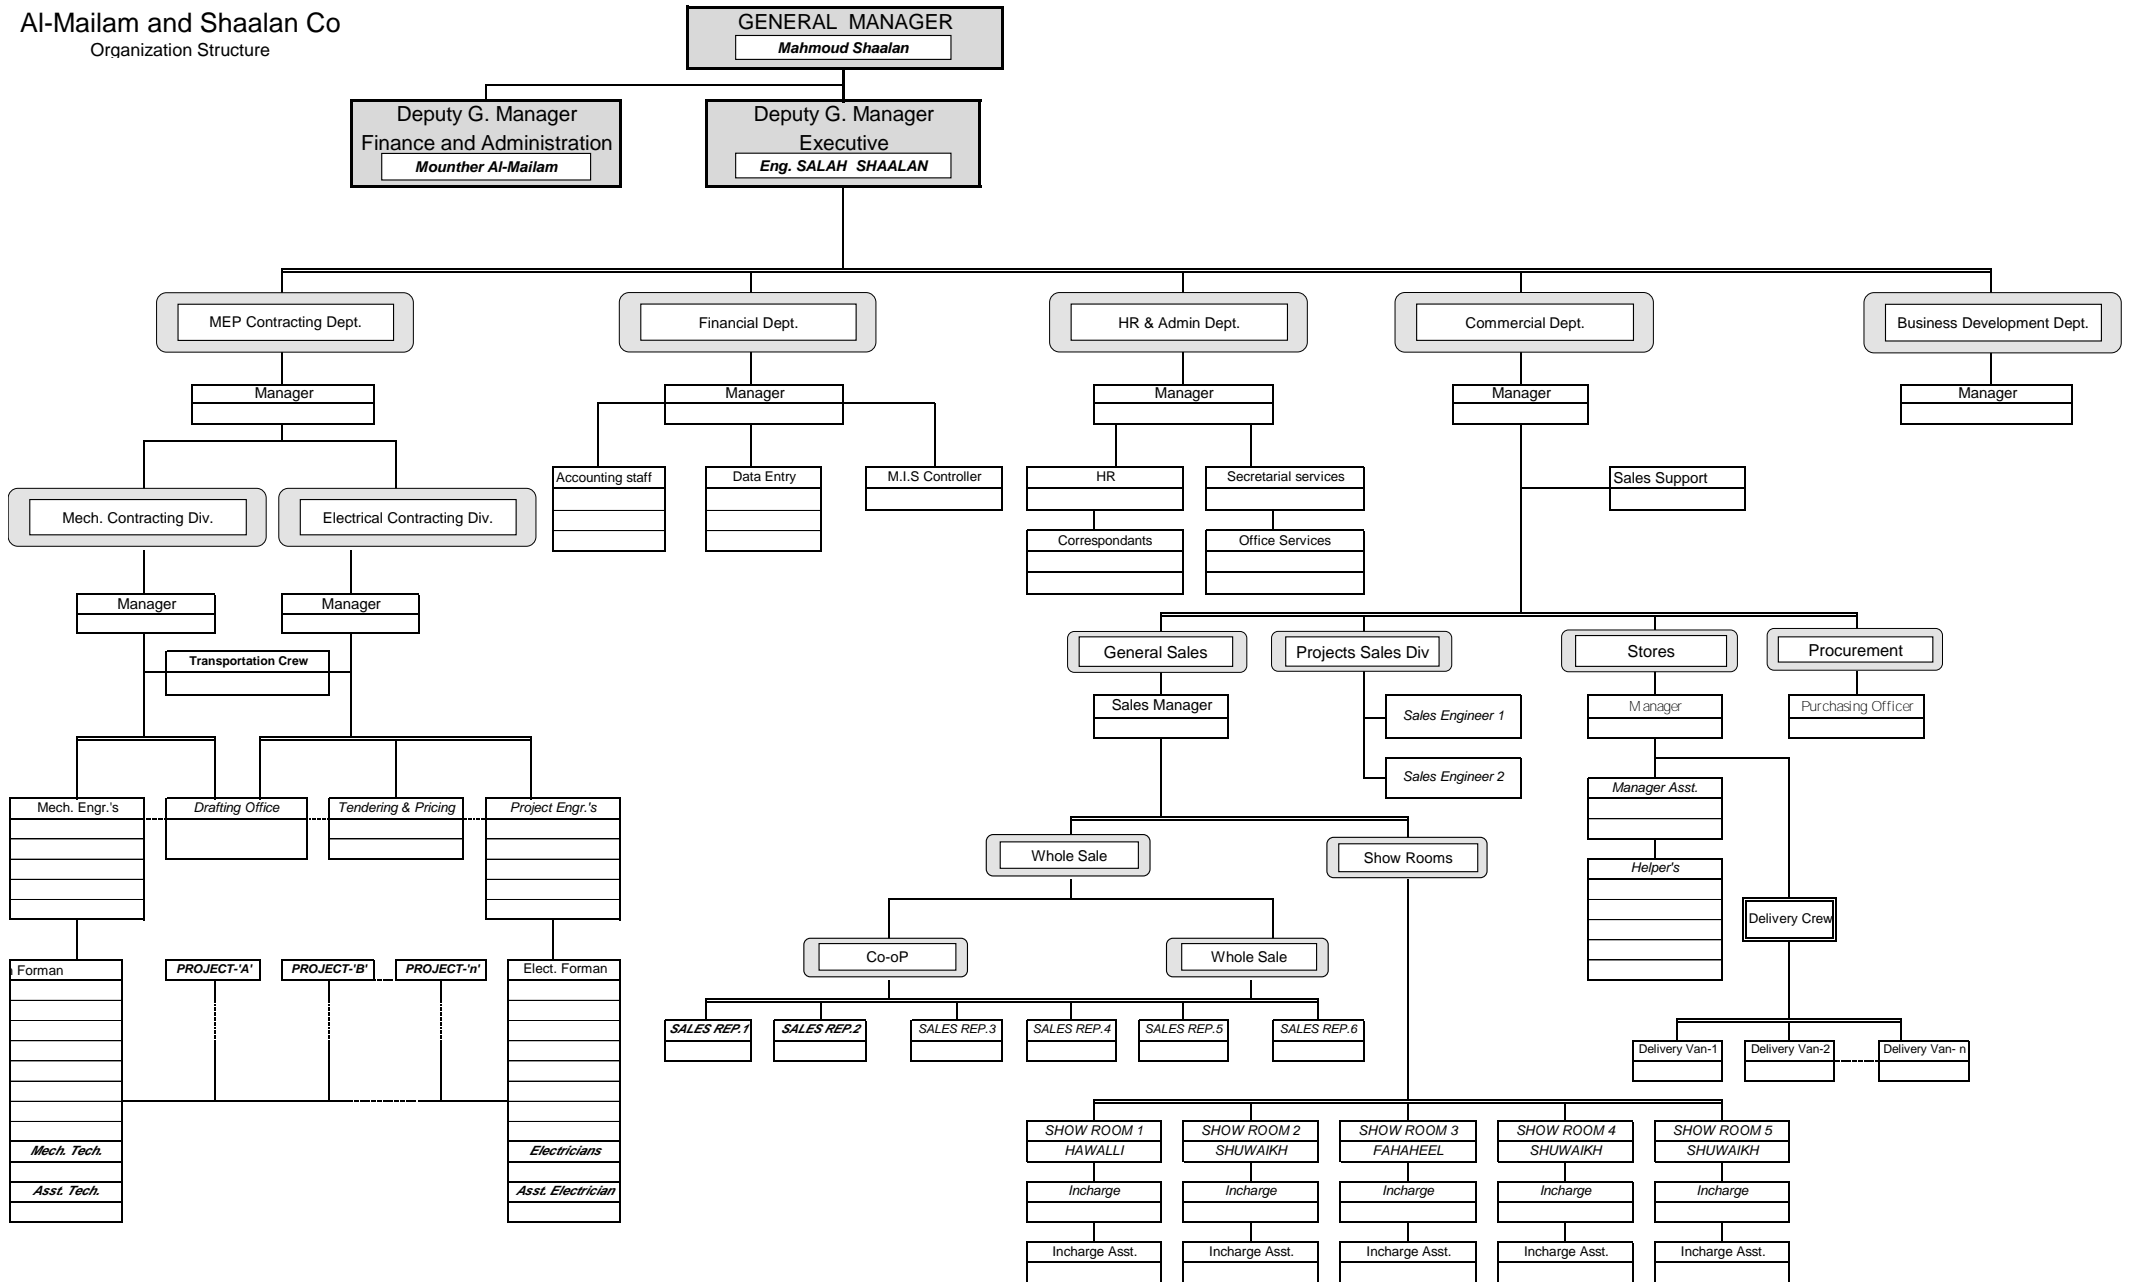 Al-Mailam and Shaalan Co
Organization Structure
GENERAL MANAGER
Mahmoud Shaalan
Deputy G. Manager
Finance and Administration
Mounther Al-Mailam
Deputy G. Manager
Executive
Eng. SALAH SHAALAN
MEP Contracting Dept.
Financial Dept.
HR & Admin Dept.
Commercial Dept.
Business Development Dept.
Manager
Manager
Manager
Manager
Manager
Accounting staff
Data Entry
M.I.S Controller
HR
Secretarial services
Sales Support
Mech. Contracting Div.
Electrical Contracting Div.
Correspondants
Office Services
Manager
Manager
Transportation Crew
General Sales
Projects Sales Div
Stores
Procurement
Sales Manager
Sales Engineer 1
Manager
Purchasing Officer
Sales Engineer 2
Manager Asst.
Mech. Engr.'s
Drafting Office
Tendering & Pricing
Project Engr.'s
Whole Sale
Show Rooms
Helper's
Delivery Crew
Co-oP
Whole Sale
Forman
PROJECT-'A'
PROJECT-'B'
PROJECT-'n'
Elect. Forman
SALES REP.1
SALES REP.2
SALES REP.3
SALES REP.4
SALES REP.5
SALES REP.6
Delivery Van-1
Delivery Van-2
Delivery Van- n
SHOW ROOM 1
HAWALLI
SHOW ROOM 2
SHUWAIKH
SHOW ROOM 3
FAHAHEEL
SHOW ROOM 4
SHUWAIKH
SHOW ROOM 5
SHUWAIKH
Mech. Tech.
Electricians
Asst. Tech.
Asst. Electrician
Incharge
Incharge
Incharge
Incharge
Incharge
Incharge Asst.
Incharge Asst.
Incharge Asst.
Incharge Asst.
Incharge Asst.